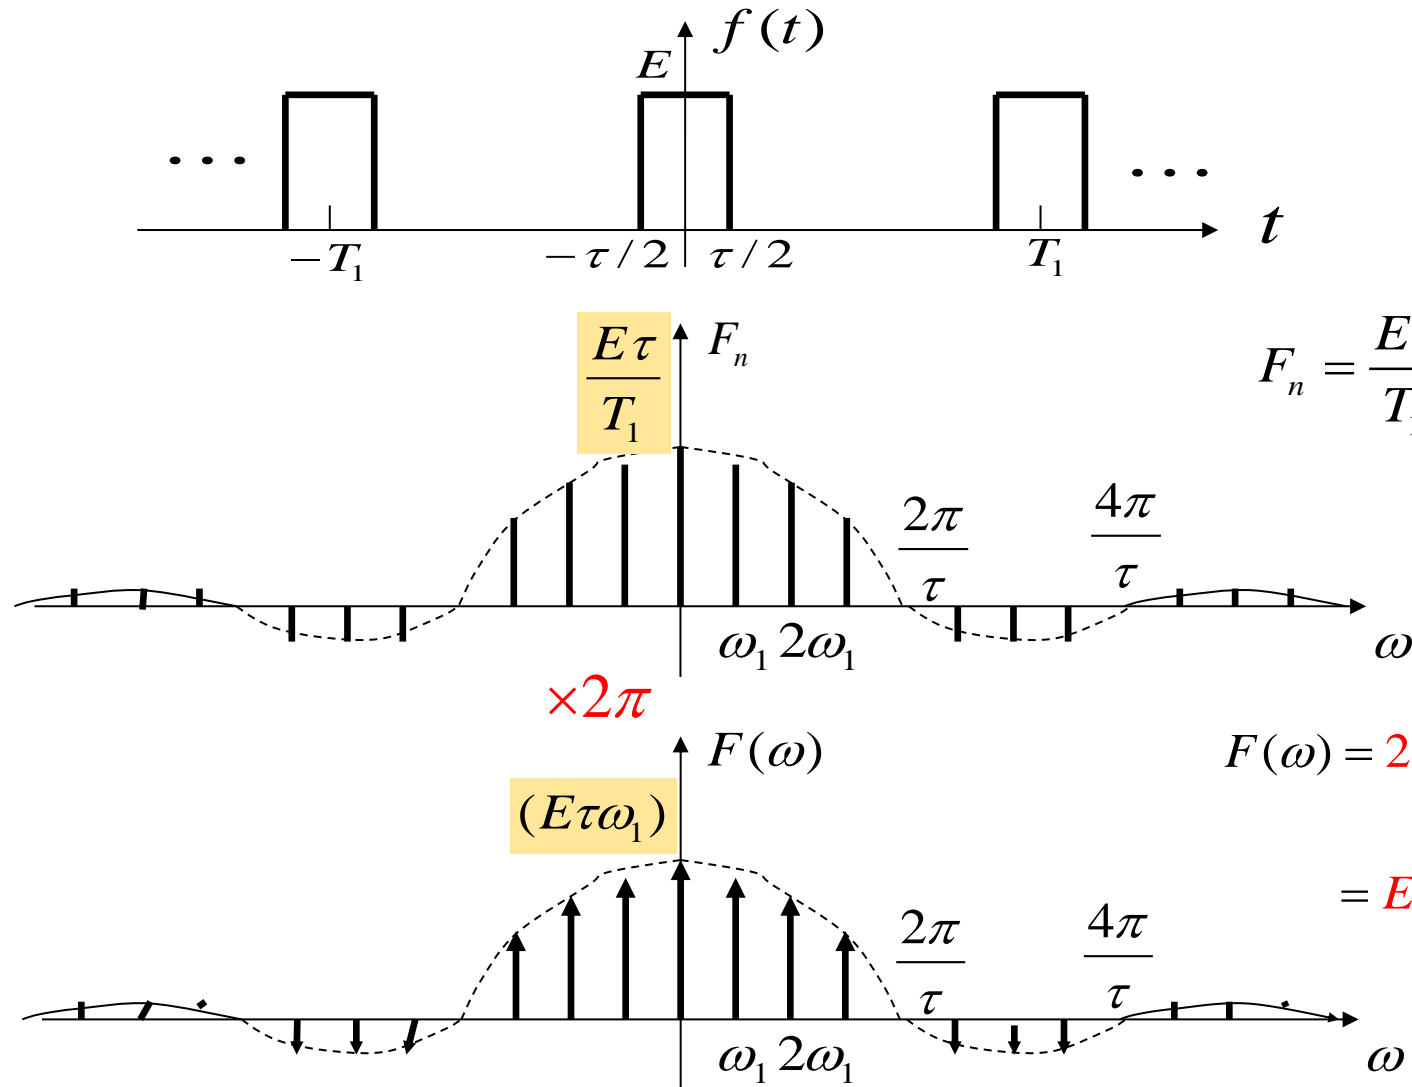 f(t)
E
... ...
t
−T₁ −τ/2 τ/2 T₁
Eτ/T₁ Fₙ
Fₙ = E
T
2π/τ 4π/τ
ω₁ 2ω₁ ω
×2π
F(ω) F(ω) = 2
(Eτω₁)
= E
2π/τ 4π/τ
ω₁ 2ω₁ ω